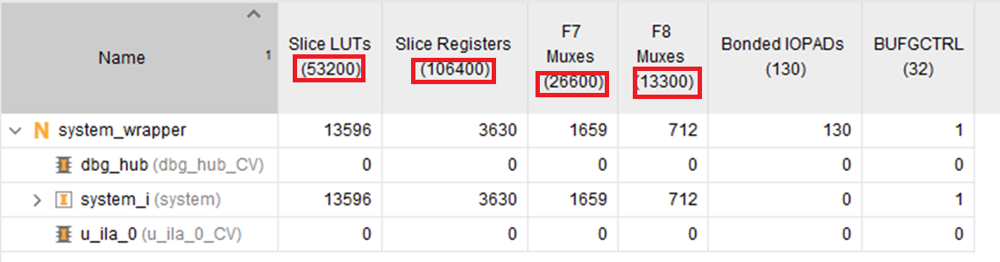 Name 1 Slice LUTs (53200) Slice Registers (106400) F7 Muxes (26600) F8 Muxes (13300) Bonded IOPADs (130) BUFGCTRL (32)
N system_wrapper 13596 3630 1659 712 130 1
dbg_hub (dbg_hub_CV) 0 0 0 0 0 0
system_i (system) 13596 3630 1659 712 0 1
u_ila_0 (u_ila_0_CV) 0 0 0 0 0 0